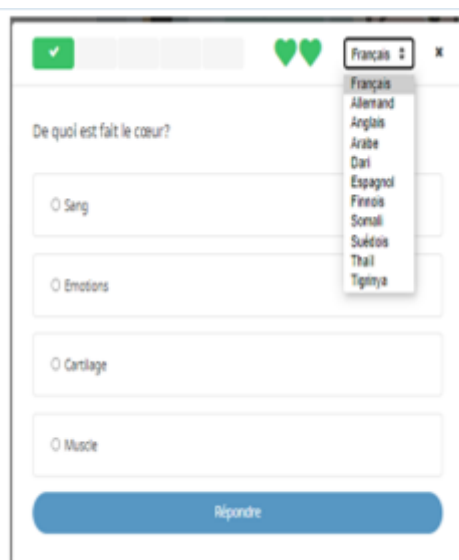 Français
Français
Allemand
Anglais
Arabe
Dari
Espagnol
Finnois
Somali
Suédois
Thaïl
Tigrinya
De quoi est fait le cœur?
Sang
Emotions
Cartilage
Muscle
Répondre